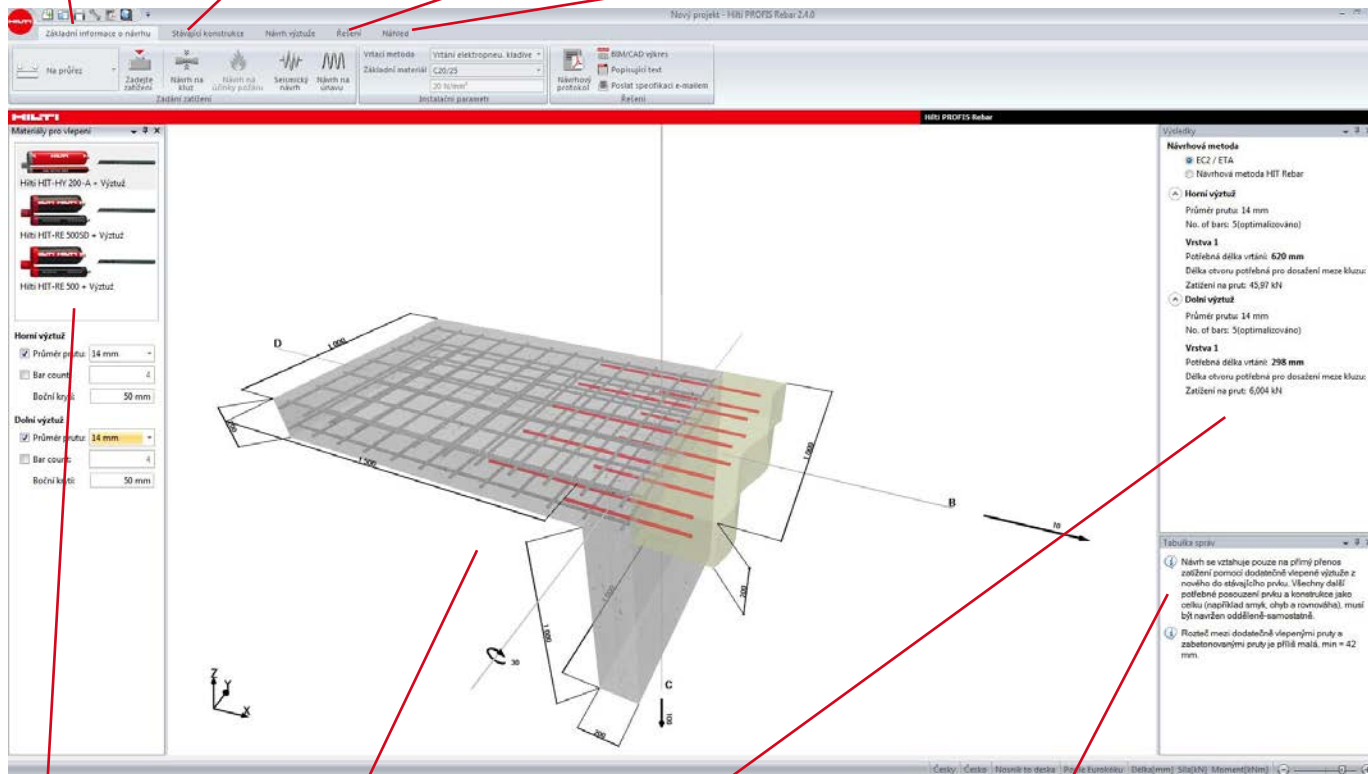 Nový projekt - Hilti PROFIS Rebar 2.4.0
Základní informace o návrhu
Stávající konstrukce
Návrh výztuže
Řešení
Náhled
Na průřez
Zadejte zatížení
Návrh na kluz
Návrh na účinky požáru
Seismický návrh
Návrh na únavu
Zadání zatížení
Vrtací metoda
Vrtání elektropneu. kladive
Základní materiál
C20/25
20 N/mm²
Instalační parametr
Návrhový protokol
BIM/CAD výkres
Popisující text
Poslat specifikaci e-mailem
Řešení
HILTI
Hilti PROFIS Rebar
Materiály pro vlepení
Hilti HIT-HY 200-A + Výztuž
Hilti HIT-RE 500SD + Výztuž
Hilti HIT-RE 500 + Výztuž
Horní výztuž
Průměr prutu: 14 mm
Bar count: 4
Boční krytí: 50 mm
Dolní výztuž
Průměr prutu: 14 mm
Bar count: 4
Boční krytí: 50 mm
D
1 000
1 500
1 000
B
10
200
1 000
1 000
30
C
100
200
Z
Y
X
Výsledky
Návrhová metoda
EC2 / ETA
Návrhová metoda HIT Rebar
Horní výztuž
Průměr prutu: 14 mm
No. of bars: 5(optimalizováno)
Vrstva 1
Potřebná délka vrtání: 620 mm
Délka otvoru potřebná pro dosažení meze kluzu:
Zatížení na prut: 45,97 kN
Dolní výztuž
Průměr prutu: 14 mm
No. of bars: 5(optimalizováno)
Vrstva 1
Potřebná délka vrtání: 298 mm
Délka otvoru potřebná pro dosažení meze kluzu:
Zatížení na prut: 6,004 kN
Tabulka správ
Návrh se vztahuje pouze na přímý přenos
zatížení pomocí dodatečně vlepené výztuže z
nového do stávajícího prvku. Všechny další
potřebné posouzení prvku a konstrukce jako
celku (například smyk, ohyb a rovnováha), musí
být navržen odděleně-samostatně.
Rozteč mezi dodatečně vlepenými pruty a
zabetonovanými pruty je příliš malá, min = 42
mm.
Česky Česko Nosník to deska Podle Eurokódu Délka[mm] Síla[kN] Moment[kNm]